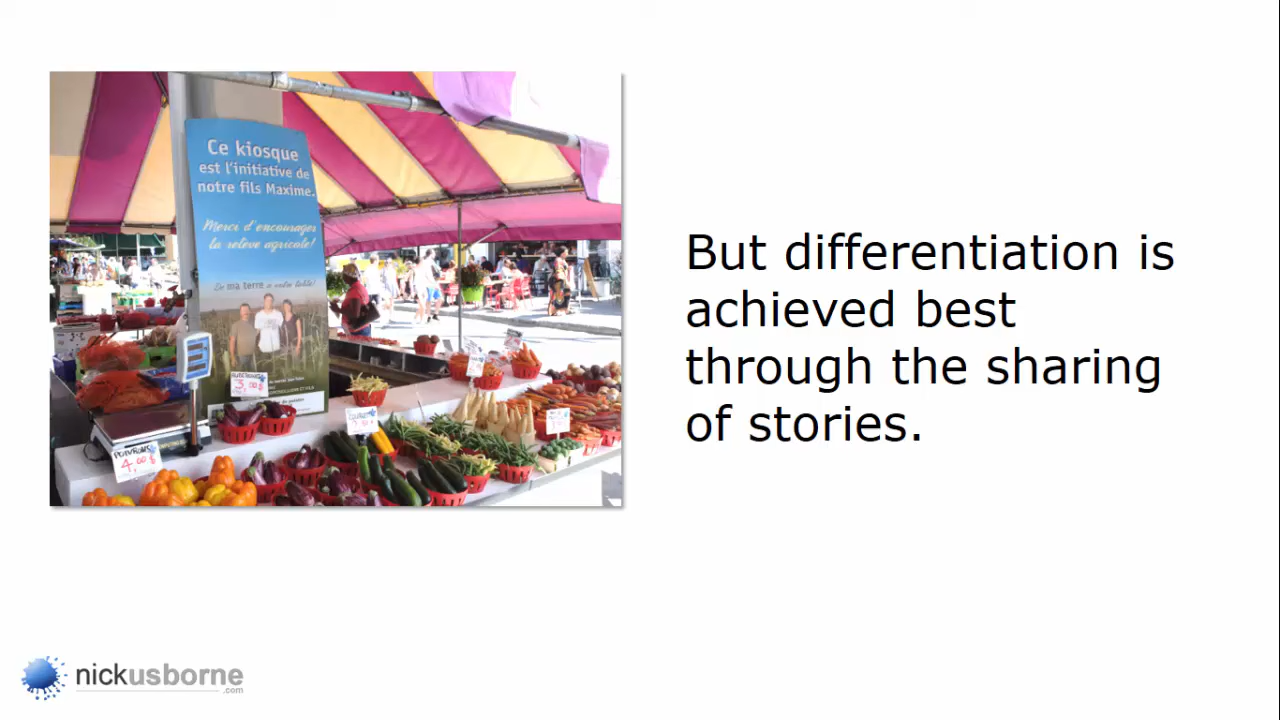 Ce kiosque
est l'initiative de
notre fils Maxime.
Merci d'encourager
la relève agricole!
De ma terre à votre table!
POIVRONS
4,00$
3,00$
But differentiation is
achieved best
through the sharing
of stories.
nickusborne
.com